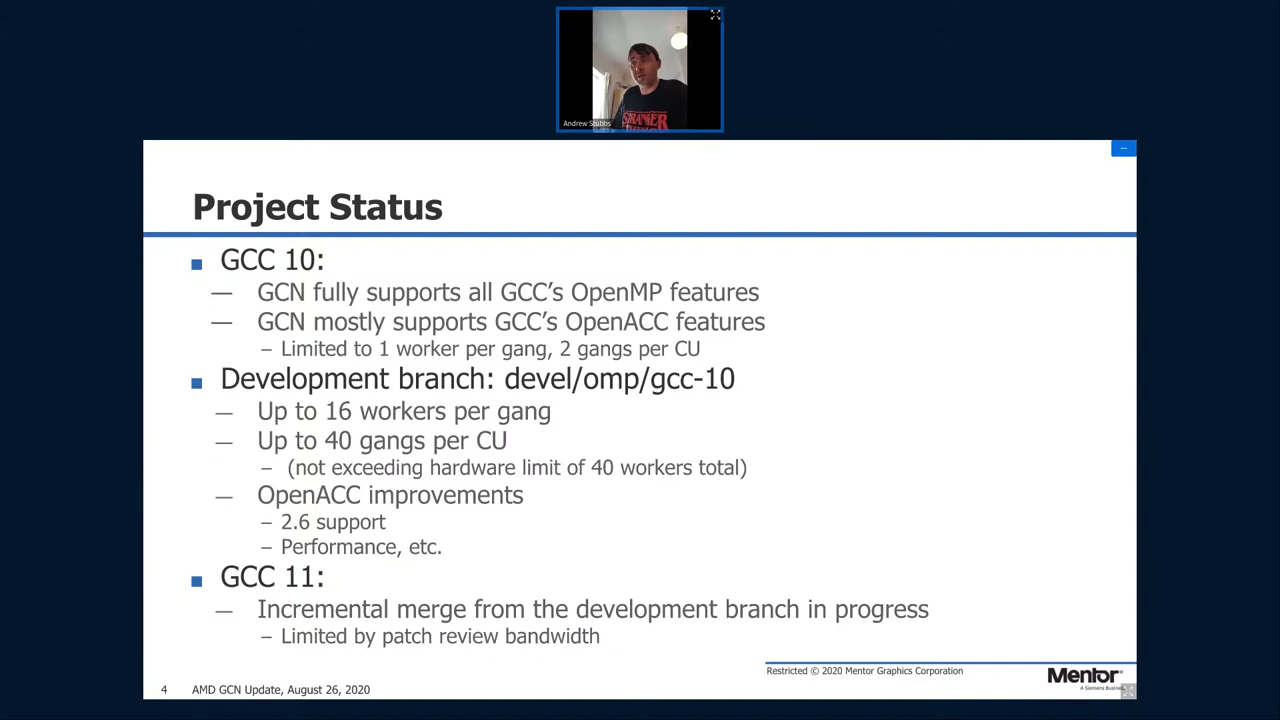 Andrew Stubbs
STRANGER
Project Status
GCC 10:
— GCN fully supports all GCC’s OpenMP features
— GCN mostly supports GCC’s OpenACC features
– Limited to 1 worker per gang, 2 gangs per CU
Development branch: devel/omp/gcc-10
— Up to 16 workers per gang
— Up to 40 gangs per CU
– (not exceeding hardware limit of 40 workers total)
— OpenACC improvements
– 2.6 support
– Performance, etc.
GCC 11:
— Incremental merge from the development branch in progress
– Limited by patch review bandwidth
Restricted © 2020 Mentor Graphics Corporation
Mentor®
A Siemens Business
4 AMD GCN Update, August 26, 2020